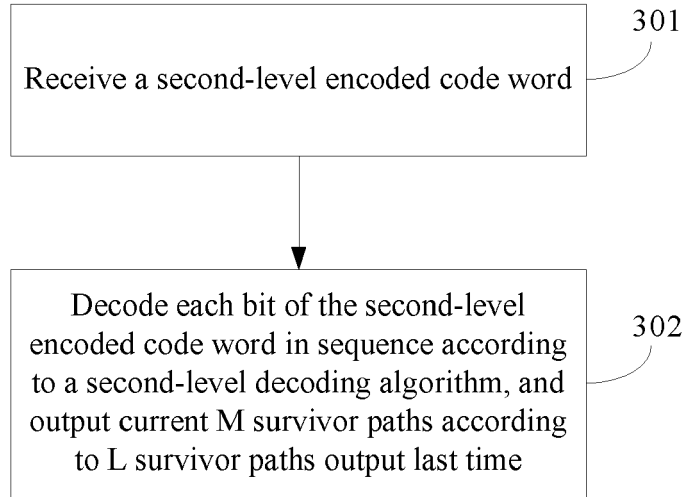 301
Receive a second-level encoded code word
Decode each bit of the second-level
encoded code word in sequence according
to a second-level decoding algorithm, and
output current M survivor paths according
to L survivor paths output last time
302